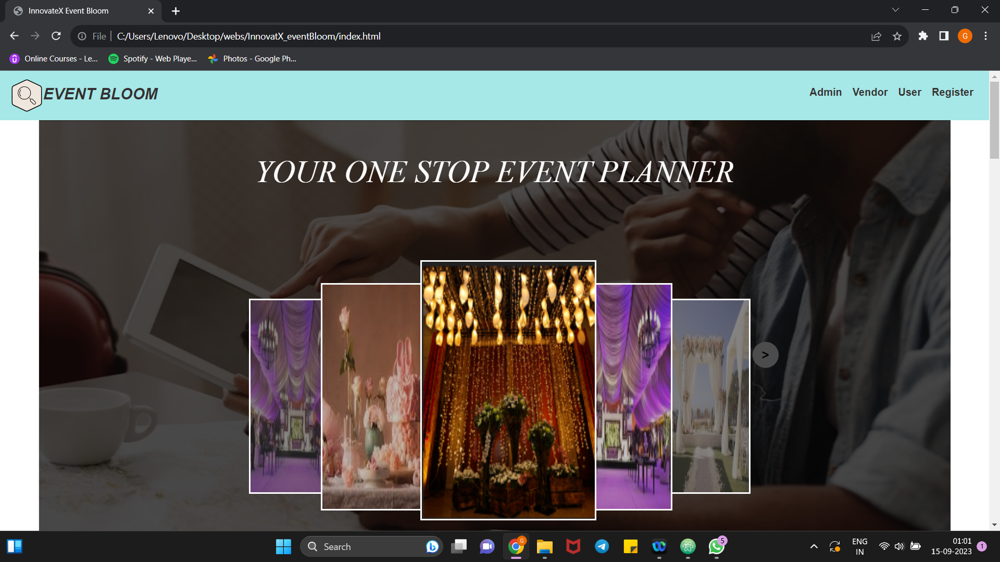 InnovateX Event Bloom
File | C:/Users/Lenovo/Desktop/webs/InnovatX_eventBloom/index.html
G
Online Courses - Le...
Spotify - Web Playe...
Photos - Google Ph...
EVENT BLOOM
Admin
Vendor
User
Register
YOUR ONE STOP EVENT PLANNER
>
Search
G
5
ENG
IN
01:01
15-09-2023
1